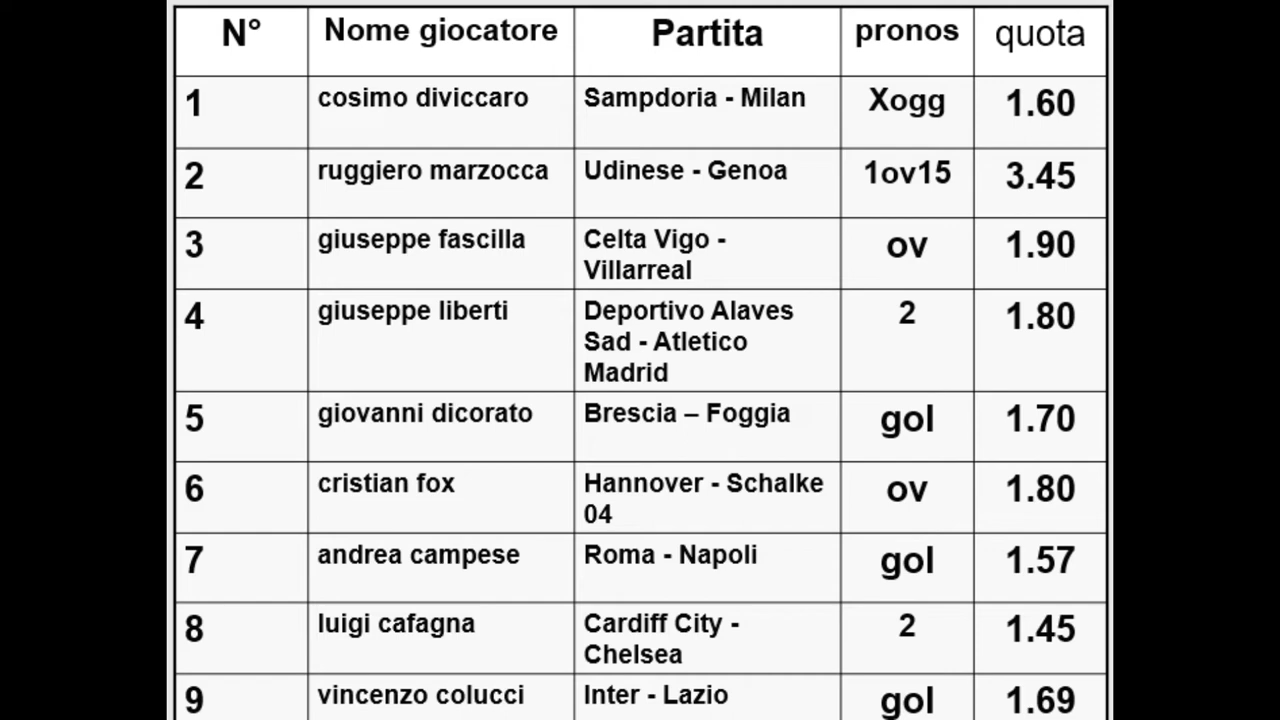 N° Nome giocatore Partita pronos quota
1 cosimo diviccaro Sampdoria - Milan Xogg 1.60
2 ruggiero marzocca Udinese - Genoa 1ov15 3.45
3 giuseppe fascilla Celta Vigo - ov 1.90
Villarreal
4 giuseppe liberti Deportivo Alaves 2 1.80
Sad - Atletico
Madrid
5 giovanni dicorato Brescia – Foggia gol 1.70
6 cristian fox Hannover - Schalke ov 1.80
04
7 andrea campese Roma - Napoli gol 1.57
8 luigi cafagna Cardiff City - 2 1.45
Chelsea
9 vincenzo colucci Inter - Lazio gol 1.69